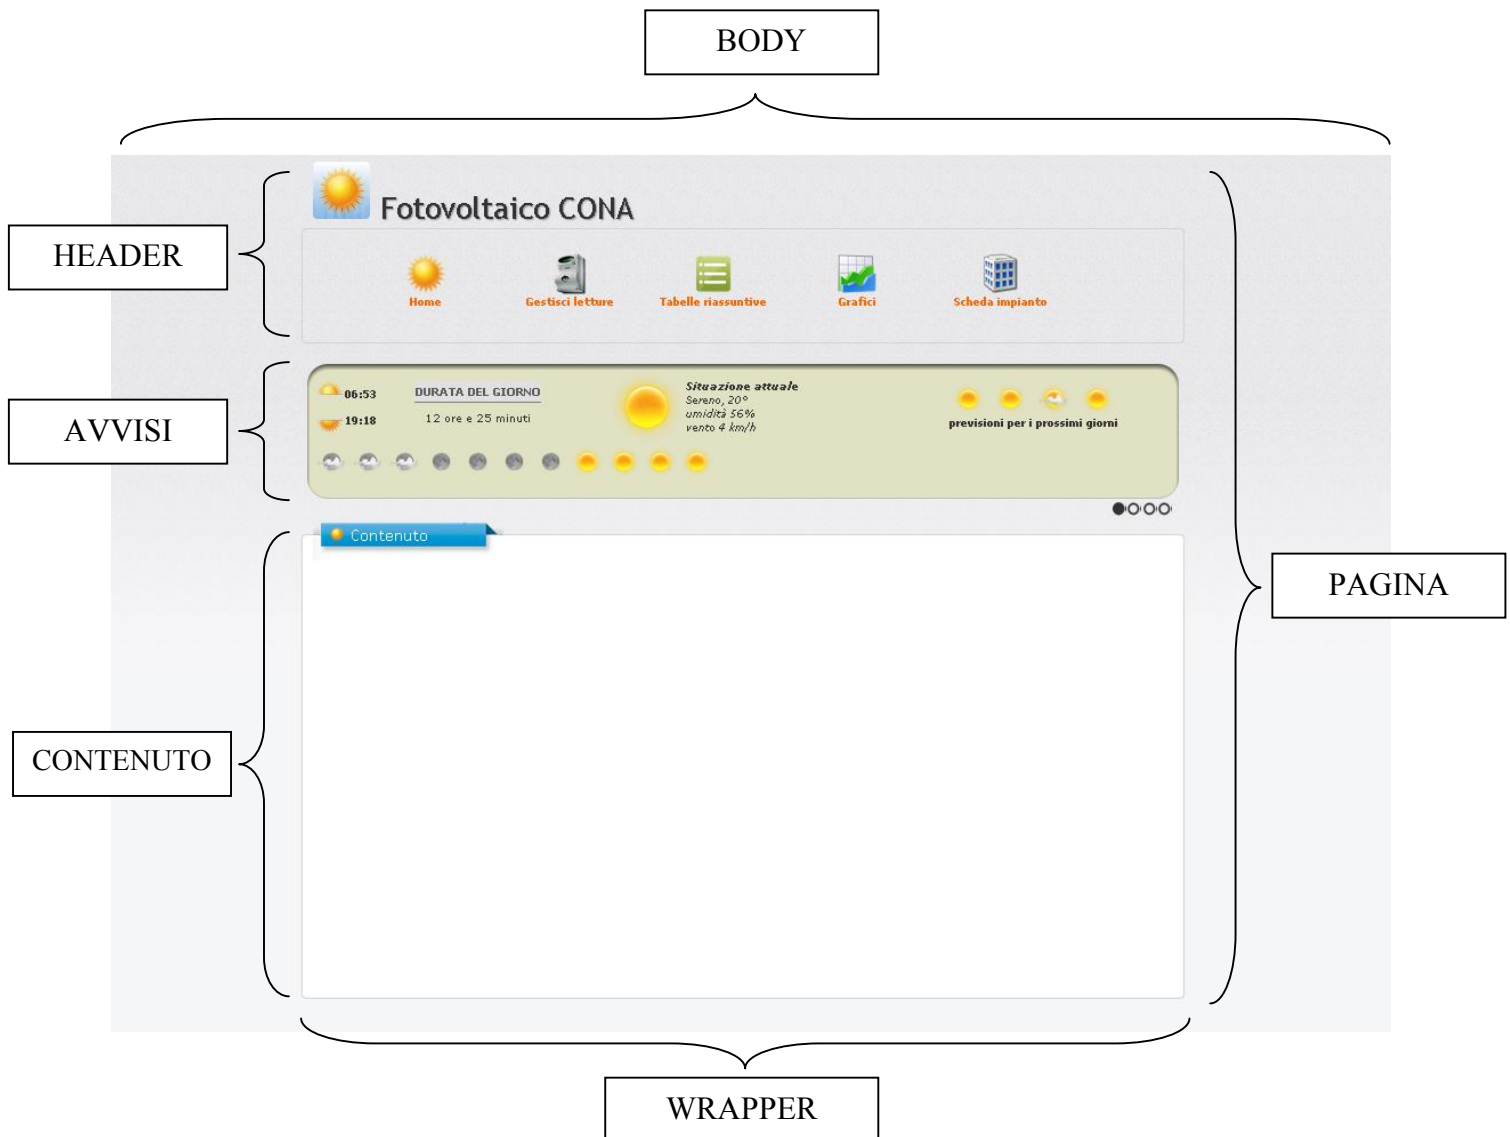 BODY
HEADER
Fotovoltaico CONA
Home
Gestisci letture
Tabelle riassuntive
Grafici
Scheda impianto
AVVISI
06:53
19:18
DURATA DEL GIORNO
12 ore e 25 minuti
Situazione attuale
Sereno, 20°
umidità 56%
vento 4 km/h
previsioni per i prossimi giorni
Contenuto
PAGINA
CONTENUTO
WRAPPER